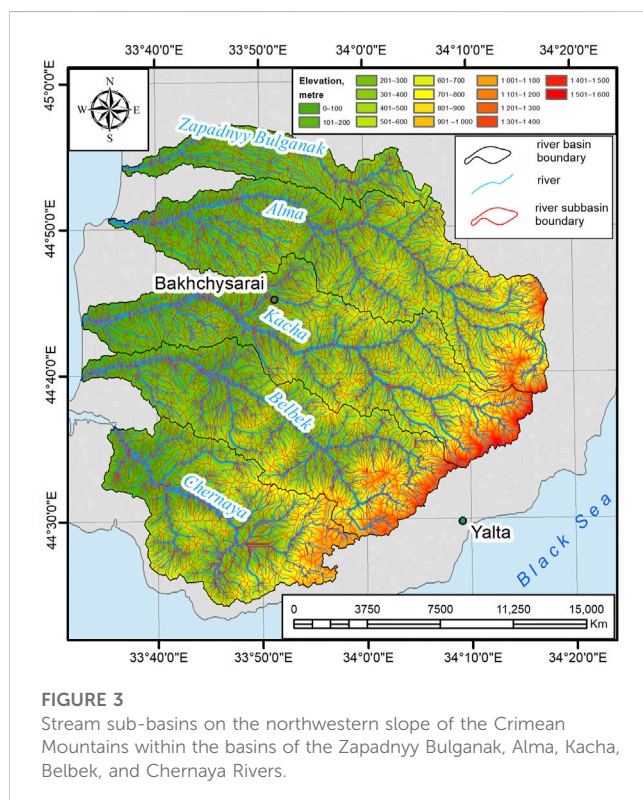 33°40'0"E 33°50'0"E 34°0'0"E 34°10'0"E 34°20'0"E
N
W E
S
Elevation,
metre
0–100
101–200
201–300
301–400
401–500
501–600
601–700
701–800
801–900
901–1 000
1 001–1 100
1 101–1 200
1 201–1 300
1 301–1 400
1 401–1 500
1 501–1 600
river basin
boundary
river
river subbasin
boundary
45°0'0"E
44°50'0"E
44°40'0"E
44°30'0"E
Zapadnyy Bulganak
Alma
Bakhchysarai
Kacha
Belbek
Chernaya
Yalta
Black Sea
0 3750 7500 11,250 15,000
Km
33°40'0"E 33°50'0"E 34°0'0"E 34°10'0"E 34°20'0"E
FIGURE 3
Stream sub-basins on the northwestern slope of the Crimean
Mountains within the basins of the Zapadnyy Bulganak, Alma, Kacha,
Belbek, and Chernaya Rivers.